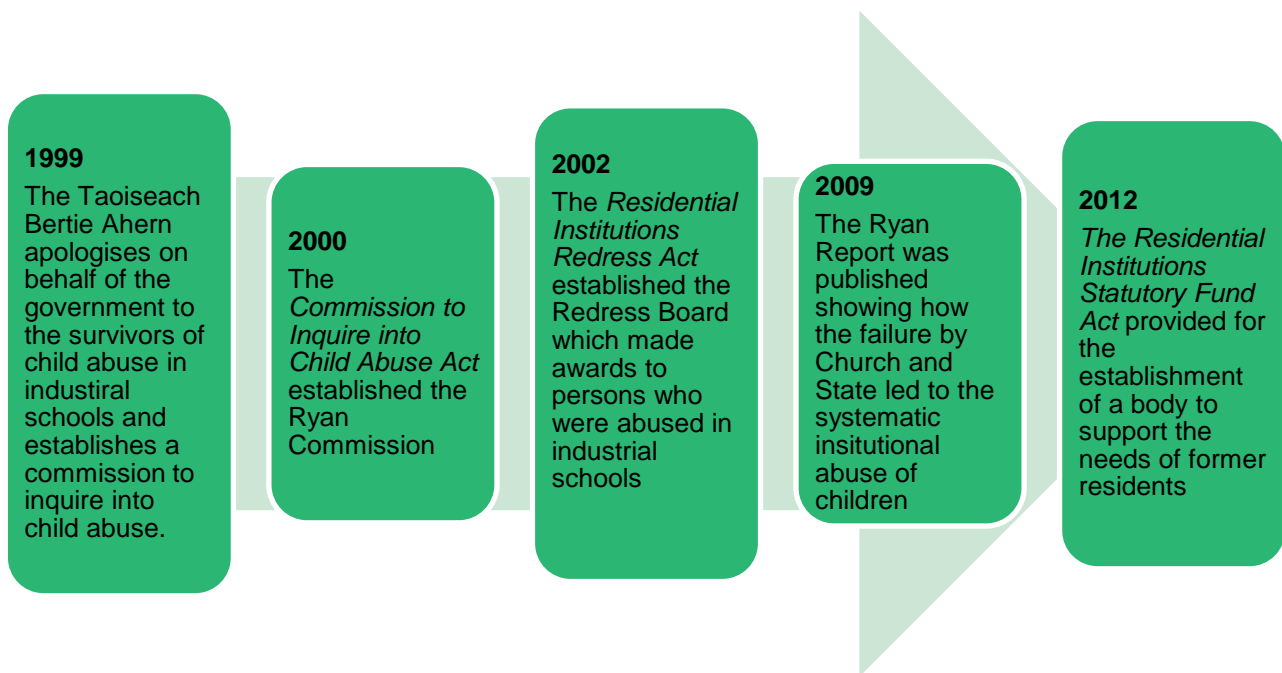 1999
The Taoiseach
Bertie Ahern
apologises on
behalf of the
government to
the survivors of
child abuse in
industiral
schools and
establishes a
commission to
inquire into
child abuse.
2000
The
Commission to
Inquire into
Child Abuse Act
established the
Ryan
Commission
2002
The Residential
Institutions
Redress Act
established the
Redress Board
which made
awards to
persons who
were abused in
industrial
schools
2009
The Ryan
Report was
published
showing how
the failure by
Church and
State led to the
systematic
insitutional
abuse of
children
2012
The Residential
Institutions
Statutory Fund
Act provided for
the
establishment
of a body to
support the
needs of former
residents